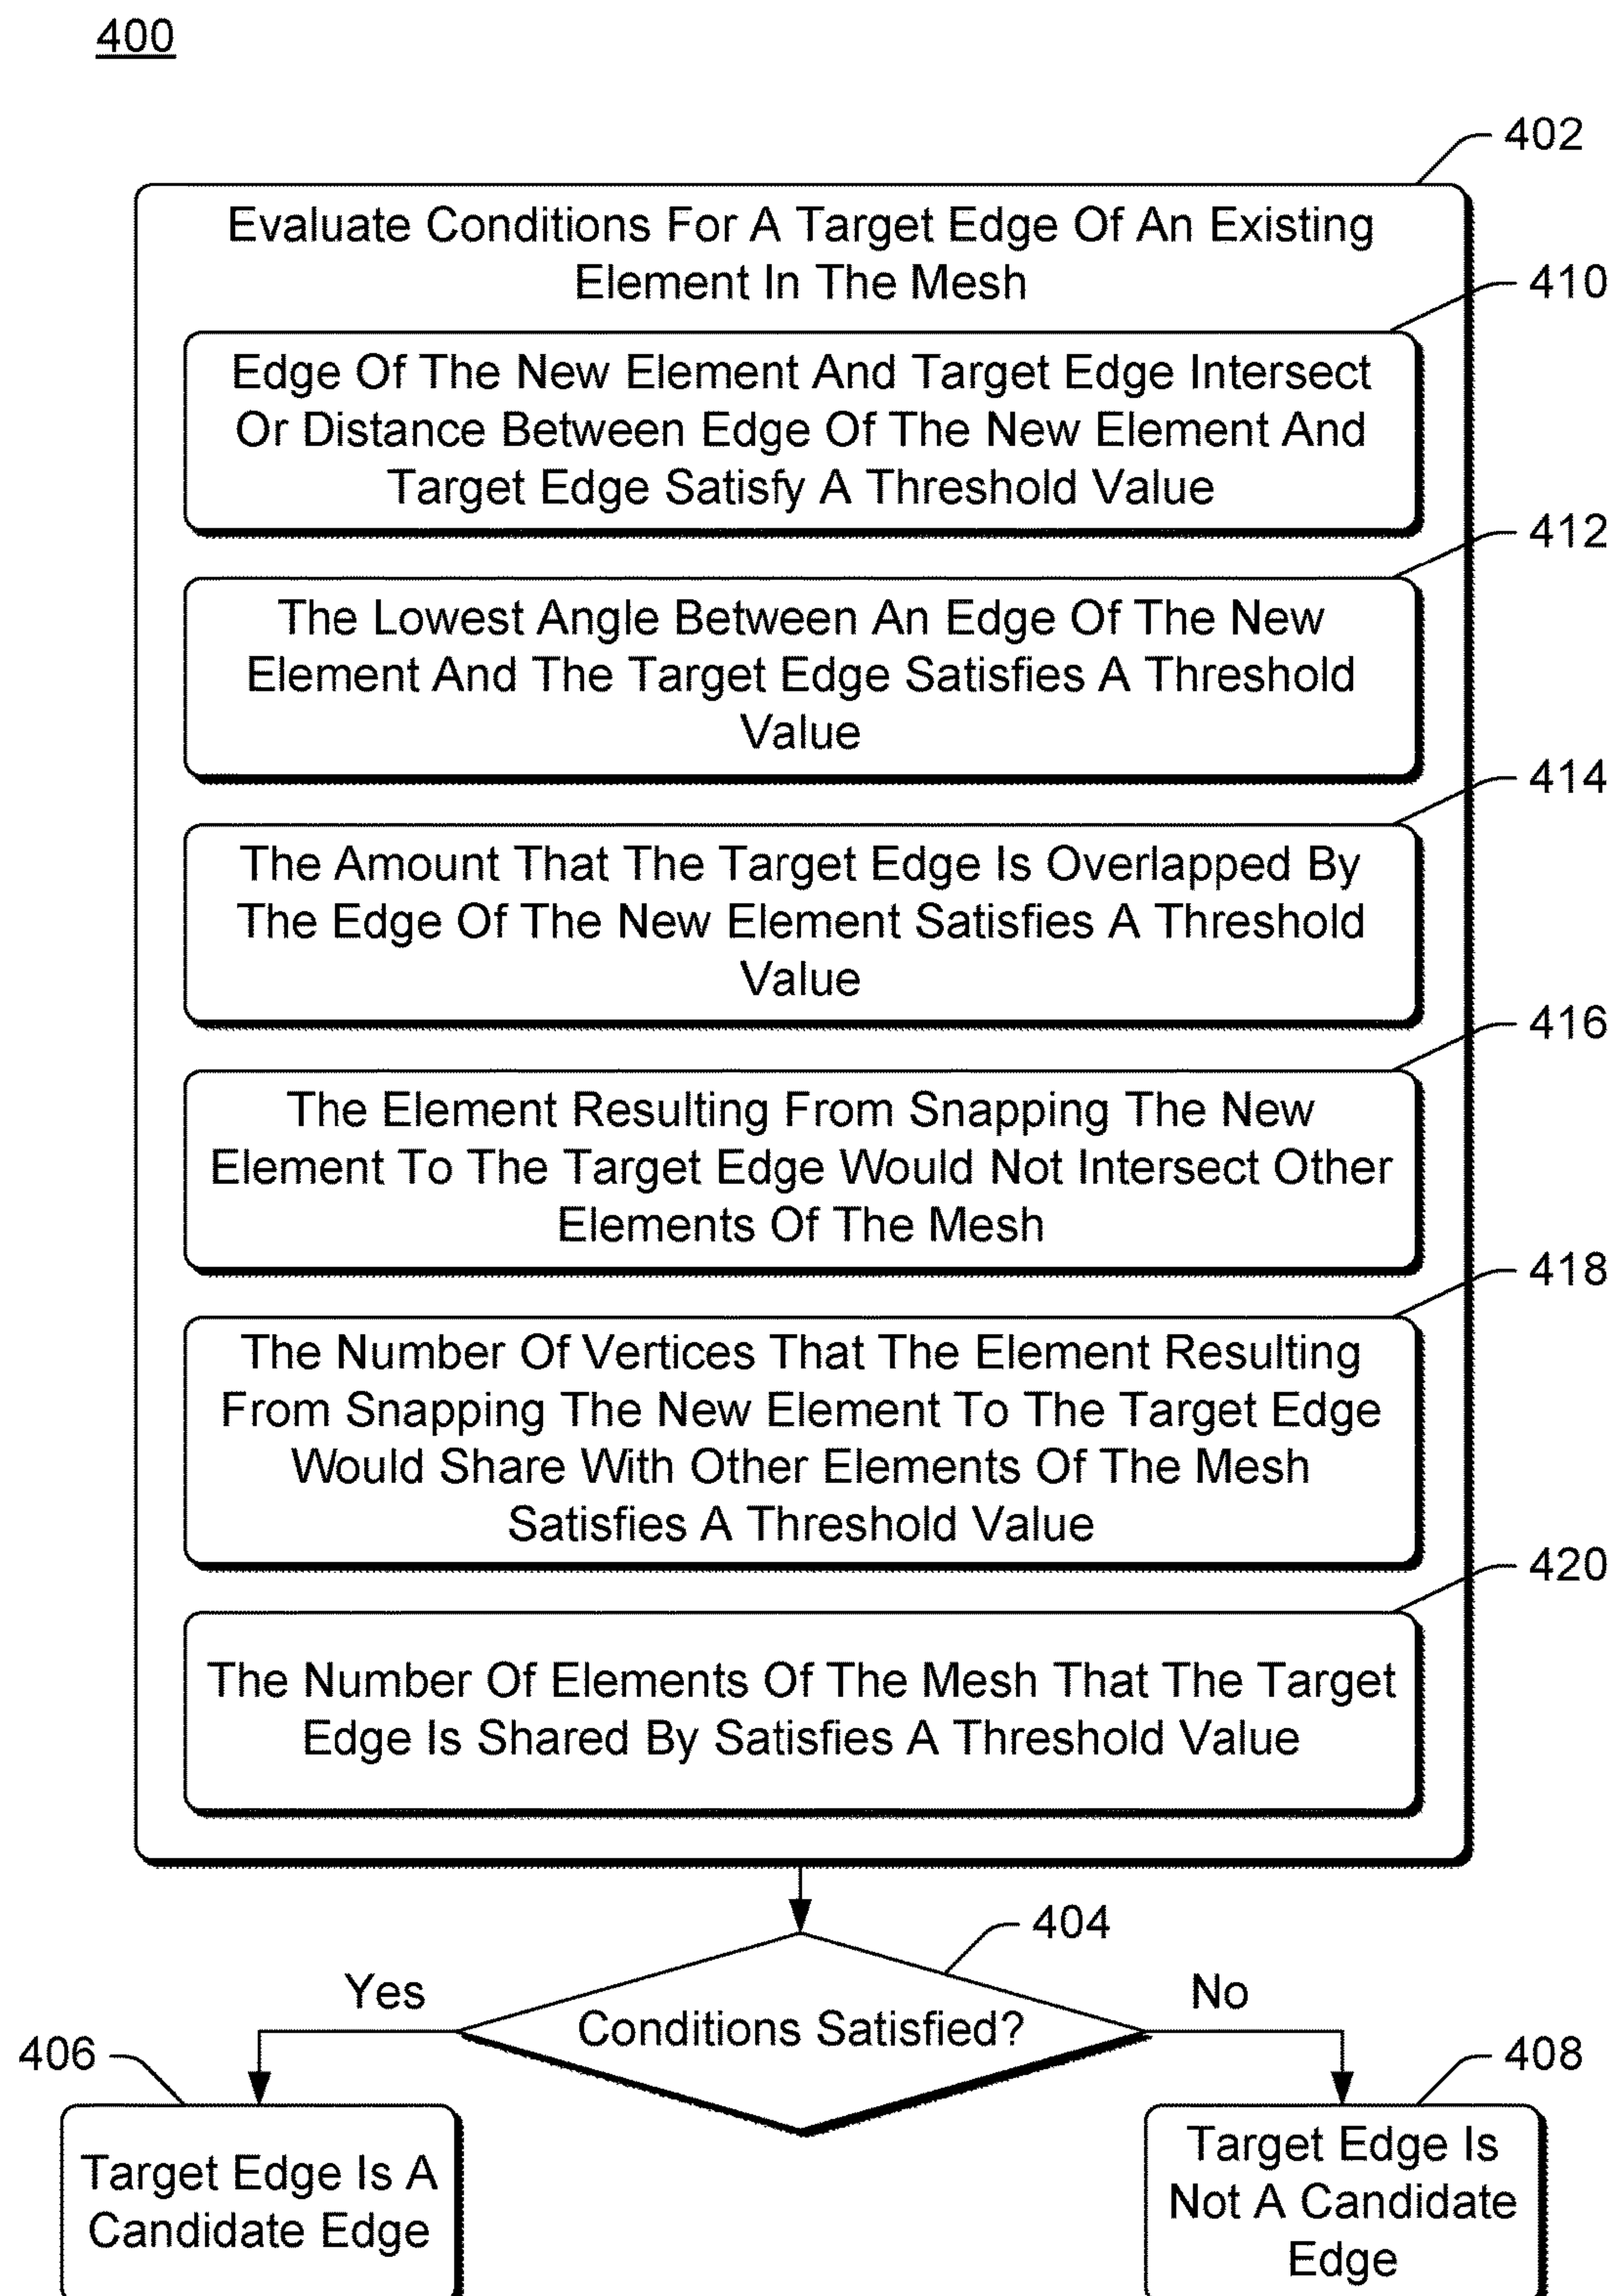 400
402
Evaluate Conditions For A Target Edge Of An Existing
Element In The Mesh
410
Edge Of The New Element And Target Edge Intersect
Or Distance Between Edge Of The New Element And
Target Edge Satisfy A Threshold Value
412
The Lowest Angle Between An Edge Of The New
Element And The Target Edge Satisfies A Threshold
Value
414
The Amount That The Target Edge Is Overlapped By
The Edge Of The New Element Satisfies A Threshold
Value
416
The Element Resulting From Snapping The New
Element To The Target Edge Would Not Intersect Other
Elements Of The Mesh
418
The Number Of Vertices That The Element Resulting
From Snapping The New Element To The Target Edge
Would Share With Other Elements Of The Mesh
Satisfies A Threshold Value
420
The Number Of Elements Of The Mesh That The Target
Edge Is Shared By Satisfies A Threshold Value
404
Yes
No
Conditions Satisfied?
406
408
Target Edge Is A
Candidate Edge
Target Edge Is
Not A Candidate
Edge